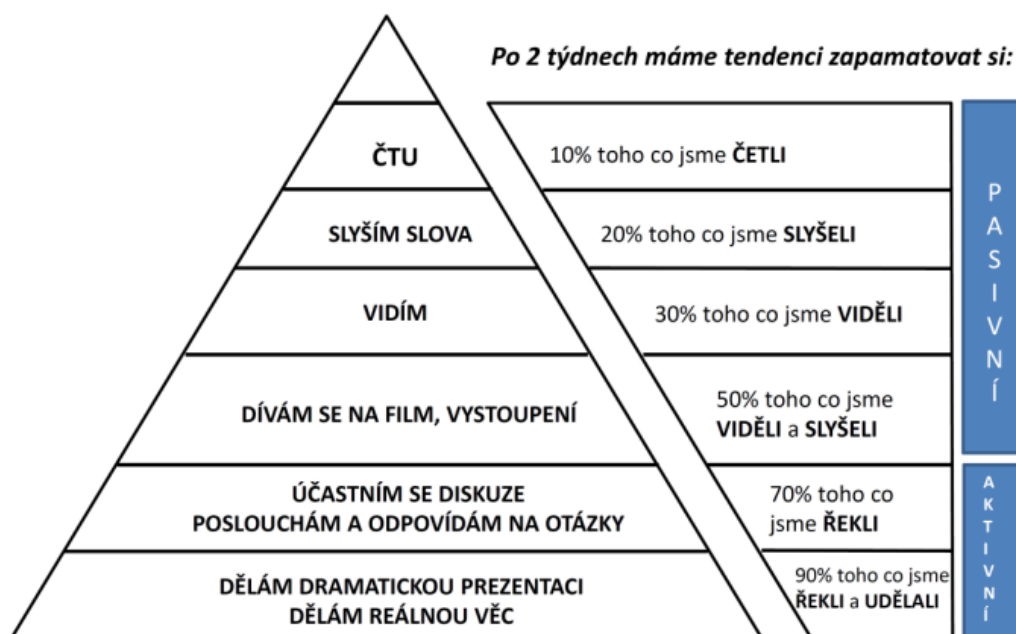 Po 2 týdnech máme tendenci zapamatovat si:
ČTU
10% toho co jsme ČETLI
SLYŠÍM SLOVA
20% toho co jsme SLYŠELI
VIDÍM
30% toho co jsme VIDĚLI
DÍVÁM SE NA FILM, VYSTOUPENÍ
50% toho co jsme
VIDĚLI a SLYŠELI
PASIVNÍ
ÚČASTNÍM SE DISKUZE
POSLOUCHÁM A ODPOVÍDÁM NA OTÁZKY
70% toho co
jsme ŘEKLI
DĚLÁM DRAMATICKOU PREZENTACI
DĚLÁM REÁLNOU VĚC
90% toho co jsme
ŘEKLI a UDĚLALI
AKTIVNÍ